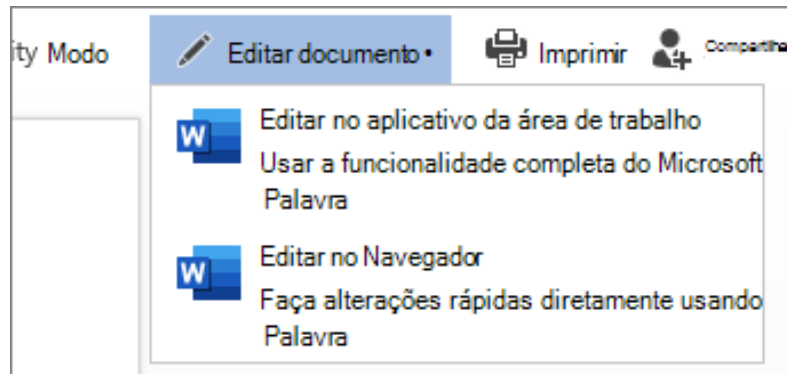 ity Modo
Editar documento •
Imprimir
Compartilhe
W
Editar no aplicativo da área de trabalho
Usar a funcionalidade completa do Microsoft
Palavra
W
Editar no Navegador
Faça alterações rápidas diretamente usando
Palavra